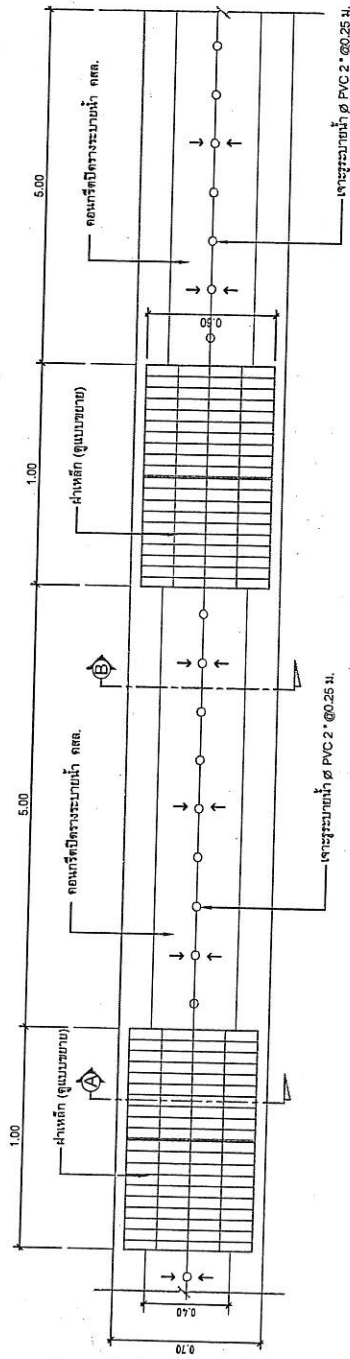 1.00
5.00
1.00
5.00
ฝาเหล็ก (ดูแบบขยาย)
คอนกรีตปิดรางระบายน้ำ คสล.
ฝาเหล็ก (ดูแบบขยาย)
คอนกรีตปิดรางระบายน้ำ คสล.
A
B
0.70
0.40
0.60
เจาะรูระบายน้ำ ø PVC 2 " @0.25 ม.
เจาะรูระบายน้ำ ø PVC 2 " @0.25 ม.